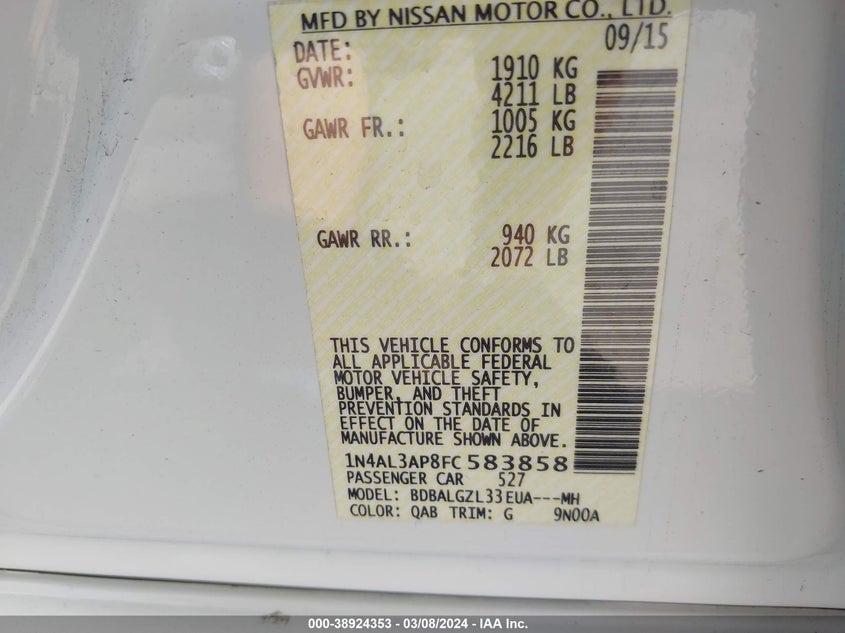 MFD BY NISSAN MOTOR CO., LTD.
DATE: 09/15
GVWR: 1910 KG
4211 LB
GAWR FR.: 1005 KG
2216 LB
GAWR RR.: 940 KG
2072 LB
THIS VEHICLE CONFORMS TO
ALL APPLICABLE FEDERAL
MOTOR VEHICLE SAFETY,
BUMPER, AND THEFT
PREVENTION STANDARDS IN
EFFECT ON THE DATE OF
MANUFACTURE SHOWN ABOVE.
1N4AL3AP8FC583858
PASSENGER CAR 527
MODEL: BDBALGZL33EUA---MH
COLOR: QAB TRIM: G 9N00A
000-38924353 | 03/08/2024 | IAA Inc.